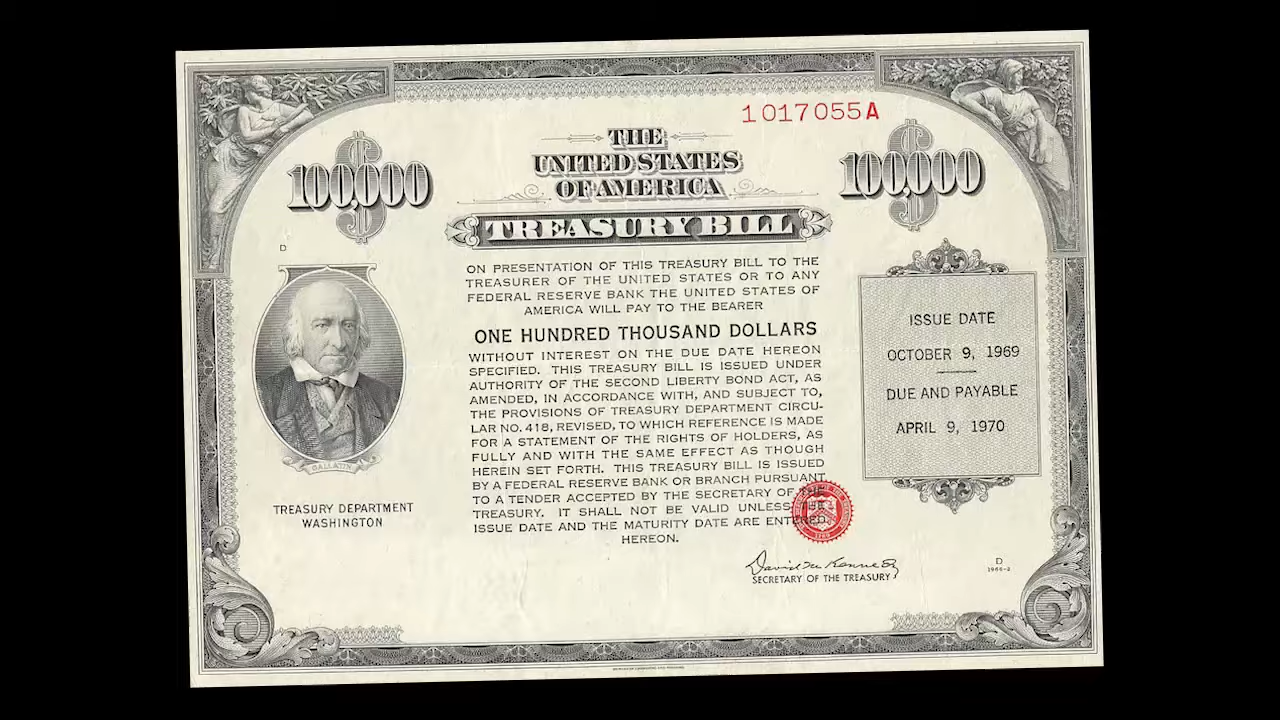 1017055A
THE
UNITED STATES
OF AMERICA
100,000
100,000
TREASURY BILL
D
ON PRESENTATION OF THIS TREASURY BILL TO THE
TREASURER OF THE UNITED STATES OR TO ANY
FEDERAL RESERVE BANK THE UNITED STATES OF
AMERICA WILL PAY TO THE BEARER
ONE HUNDRED THOUSAND DOLLARS
WITHOUT INTEREST ON THE DUE DATE HEREON
SPECIFIED. THIS TREASURY BILL IS ISSUED UNDER
AUTHORITY OF THE SECOND LIBERTY BOND ACT, AS
AMENDED, IN ACCORDANCE WITH, AND SUBJECT TO,
THE PROVISIONS OF TREASURY DEPARTMENT CIRCU-
LAR NO. 418, REVISED, TO WHICH REFERENCE IS MADE
FOR A STATEMENT OF THE RIGHTS OF HOLDERS, AS
FULLY AND WITH THE SAME EFFECT AS THOUGH
HEREIN SET FORTH. THIS TREASURY BILL IS ISSUED
BY A FEDERAL RESERVE BANK OR BRANCH PURSUANT
TO A TENDER ACCEPTED BY THE SECRETARY OF THE
TREASURY. IT SHALL NOT BE VALID UNLESS THE
ISSUE DATE AND THE MATURITY DATE ARE ENTERED
HEREON.
GALLATIN
TREASURY DEPARTMENT
WASHINGTON
ISSUE DATE
OCTOBER 9, 1969
DUE AND PAYABLE
APRIL 9, 1970
David M. Kennedy
SECRETARY OF THE TREASURY
D